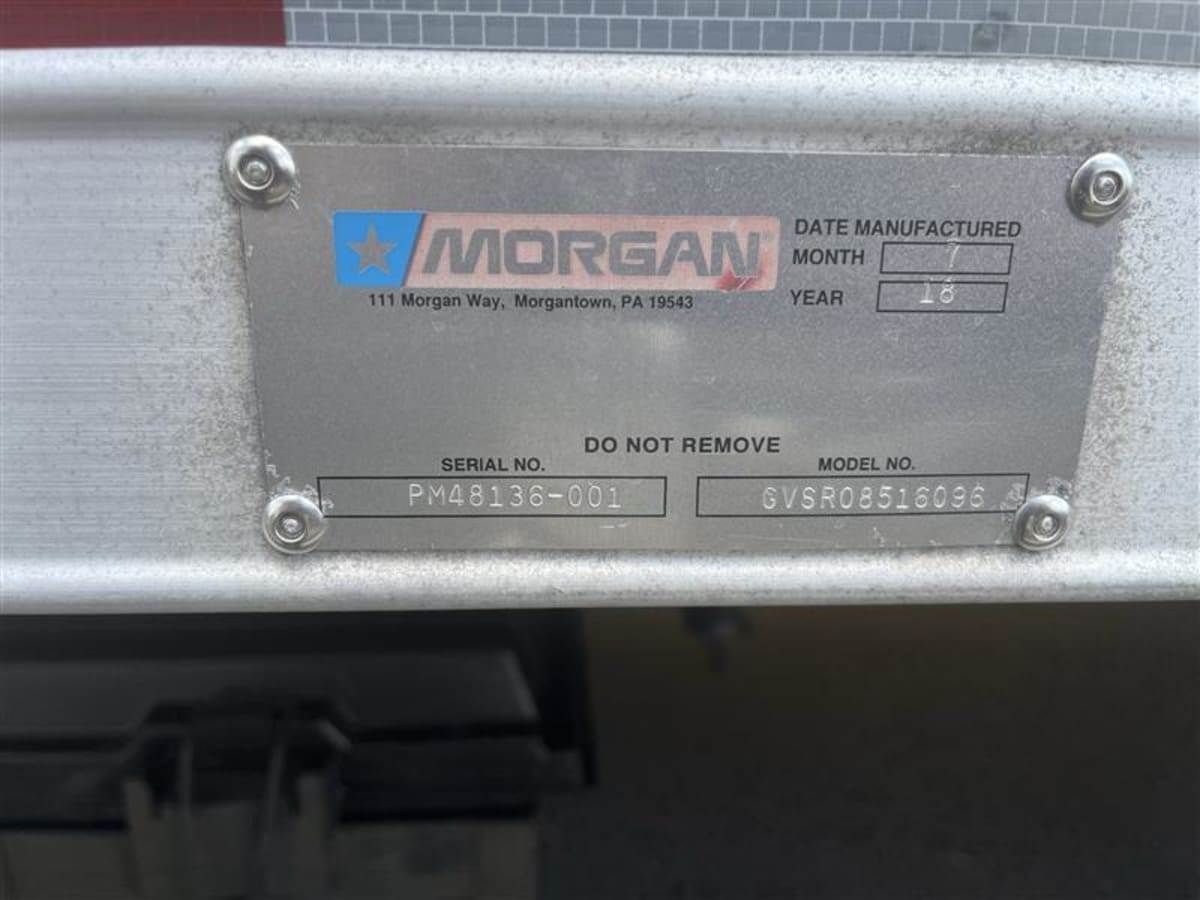 MORGAN
111 Morgan Way, Morgantown, PA 19543
DATE MANUFACTURED
MONTH 7
YEAR 18
DO NOT REMOVE
SERIAL NO.
PM48136-001
MODEL NO.
GVSR08516096